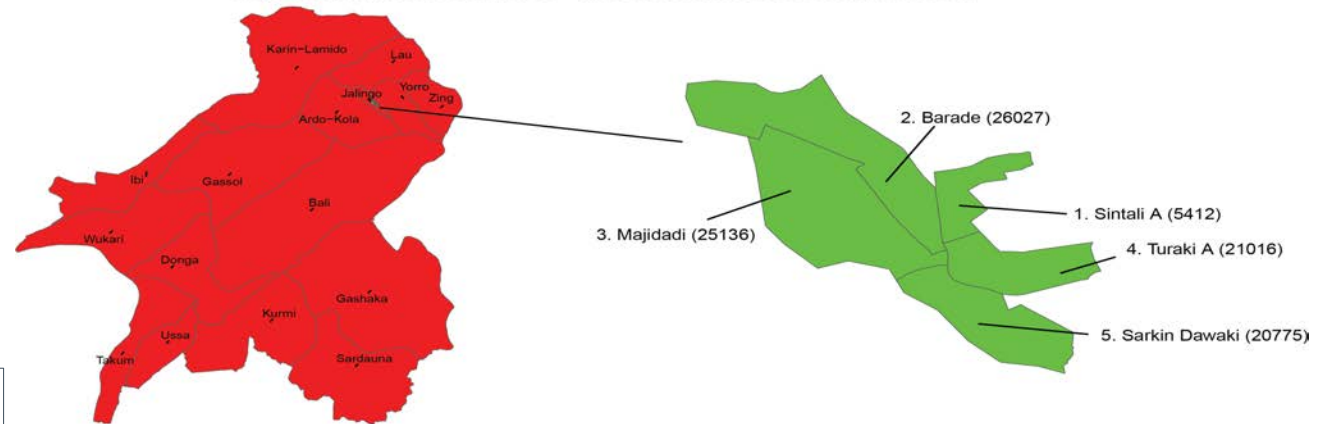 Karin-Lamido
Lau
Jalingo
Yorro
Zing
Ardo-Kola
Ibi
Gassol
Bali
Wukari
Donga
Gashaka
Kurmi
Ussa
Takum
Sardauna
2. Barade (26027)
1. Sintali A (5412)
3. Majidadi (25136)
4. Turaki A (21016)
5. Sarkin Dawaki (20775)